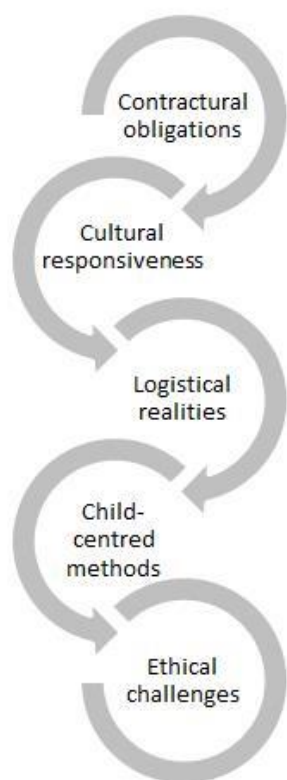 Contractural
obligations
Cultural
responsiveness
Logistical
realities
Child-
centred
methods
Ethical
challenges